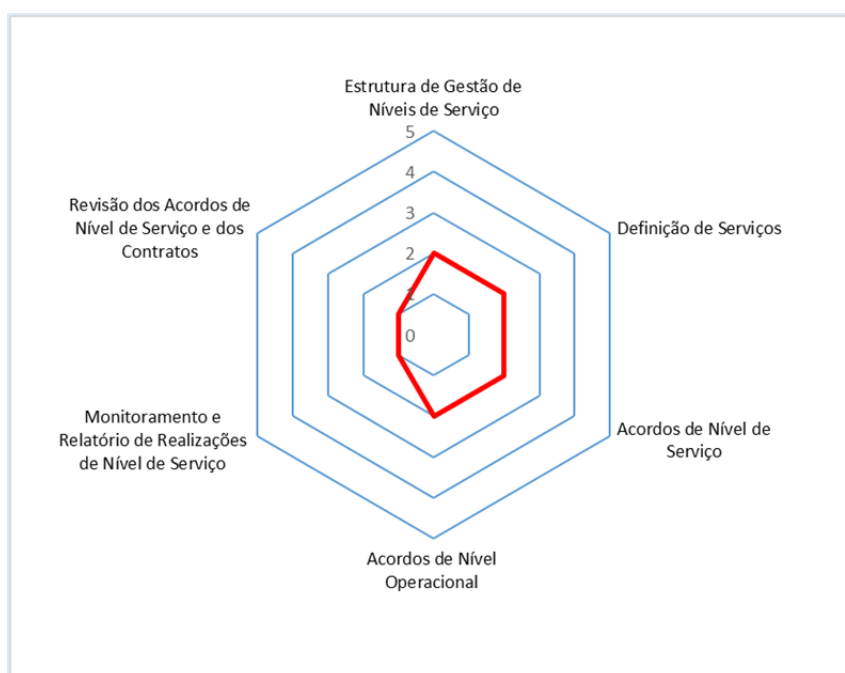 Estrutura de Gestão de
Níveis de Serviço
5
4
3
2
1
0
Definição de Serviços
Acordos de Nível de
Serviço
Acordos de Nível
Operacional
Monitoramento e
Relatório de Realizações
de Nível de Serviço
Revisão dos Acordos de
Nível de Serviço e dos
Contratos